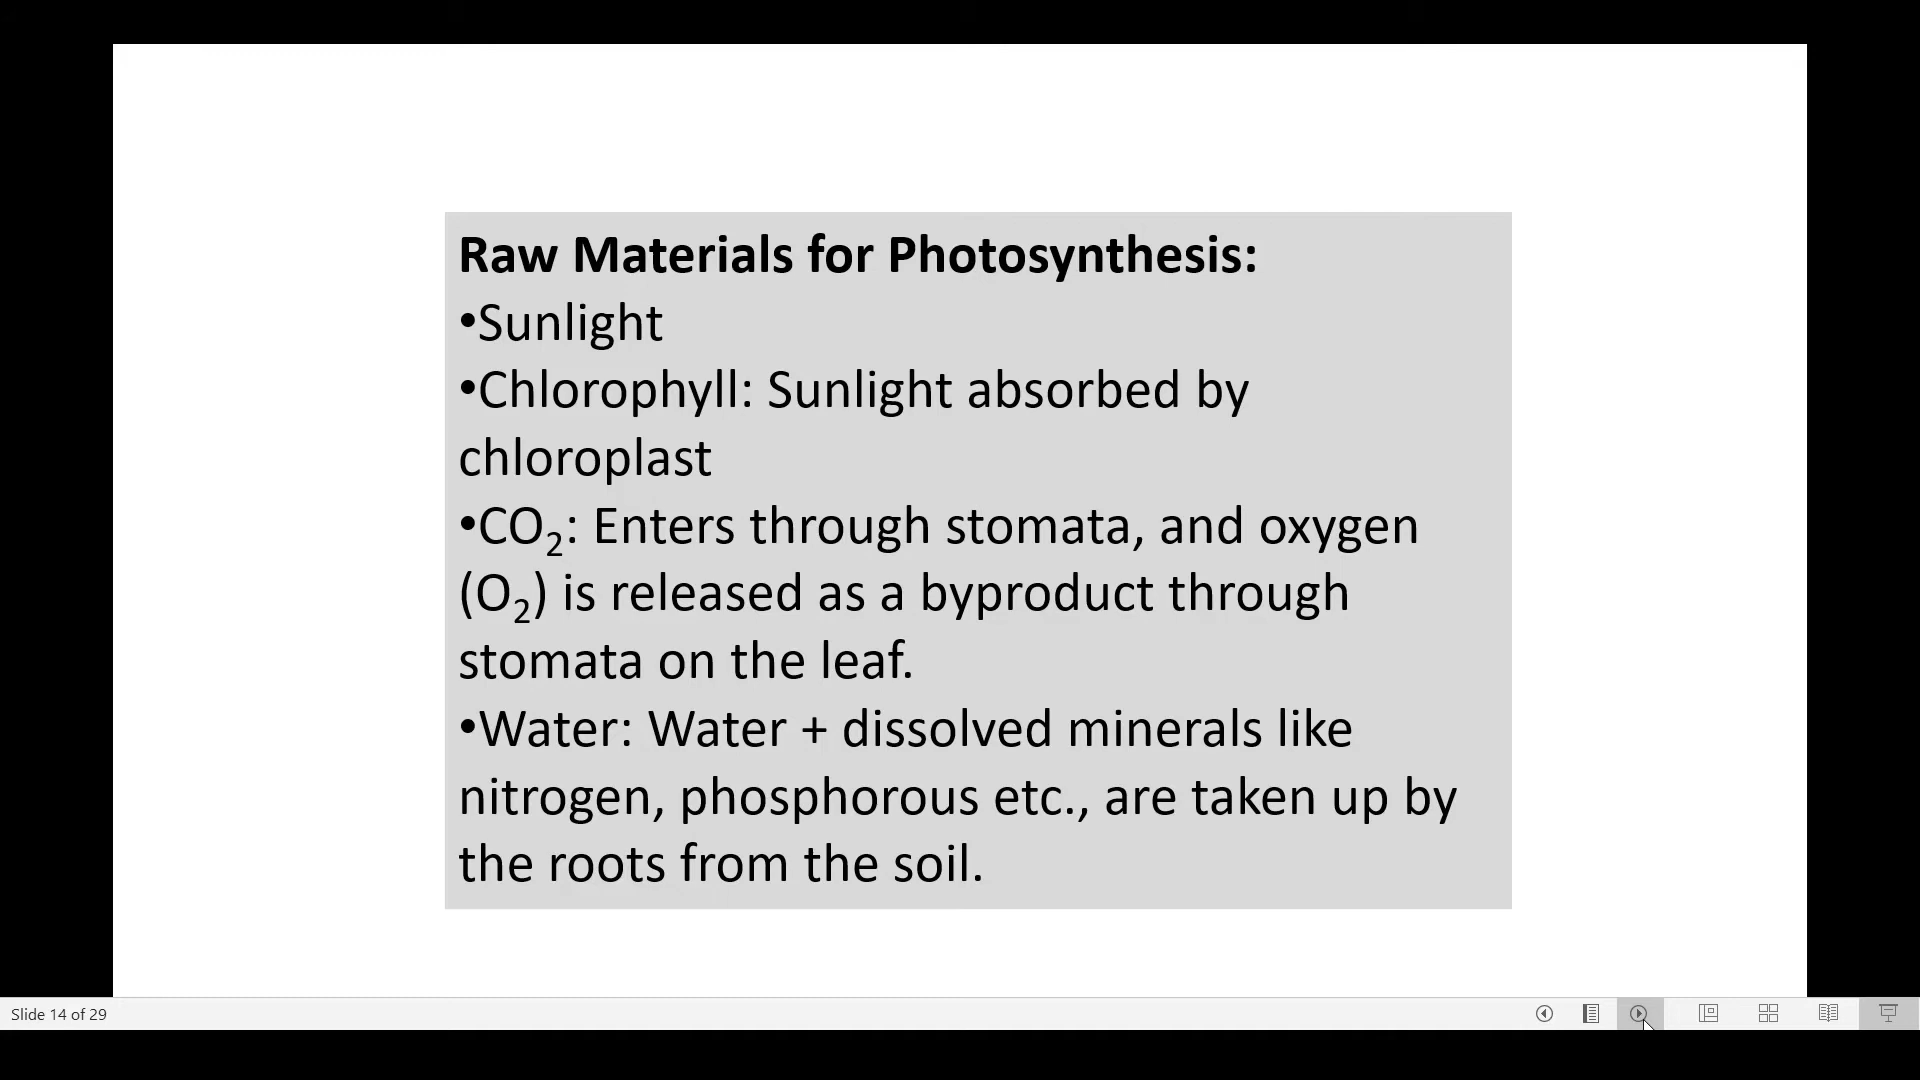 Raw Materials for Photosynthesis:
•Sunlight
•Chlorophyll: Sunlight absorbed by
chloroplast
•CO₂: Enters through stomata, and oxygen
(O₂) is released as a byproduct through
stomata on the leaf.
•Water: Water + dissolved minerals like
nitrogen, phosphorous etc., are taken up by
the roots from the soil.
Slide 14 of 29